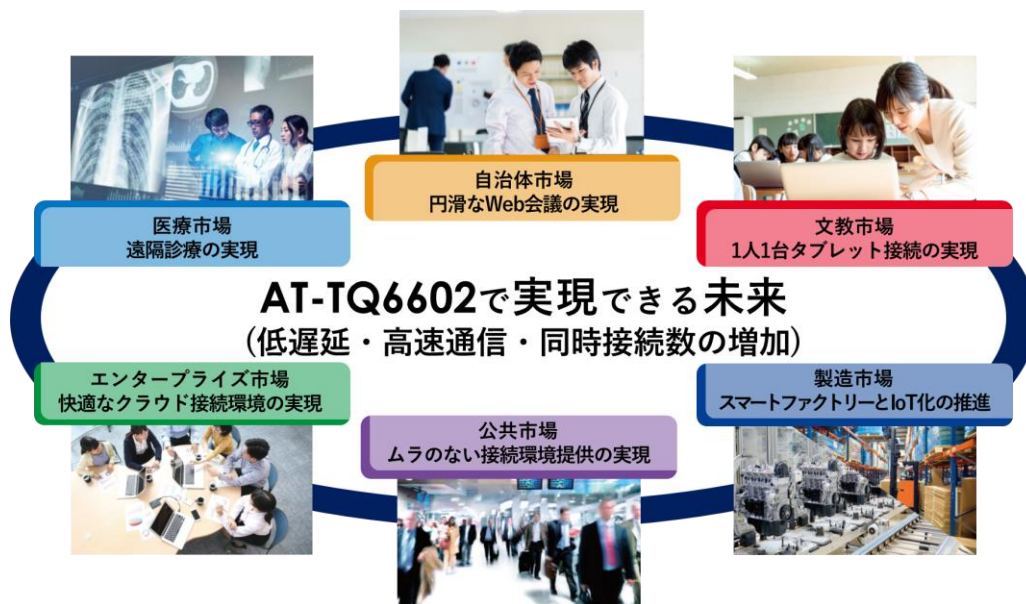 自治体市場
円滑なWeb会議の実現
医療市場
遠隔診療の実現
文教市場
1人1台タブレット接続の実現
AT-TQ6602で実現できる未来
(低遅延・高速通信・同時接続数の増加)
エンタープライズ市場
快適なクラウド接続環境の実現
製造市場
スマートファクトリーとIoT化の推進
公共市場
ムラのない接続環境提供の実現